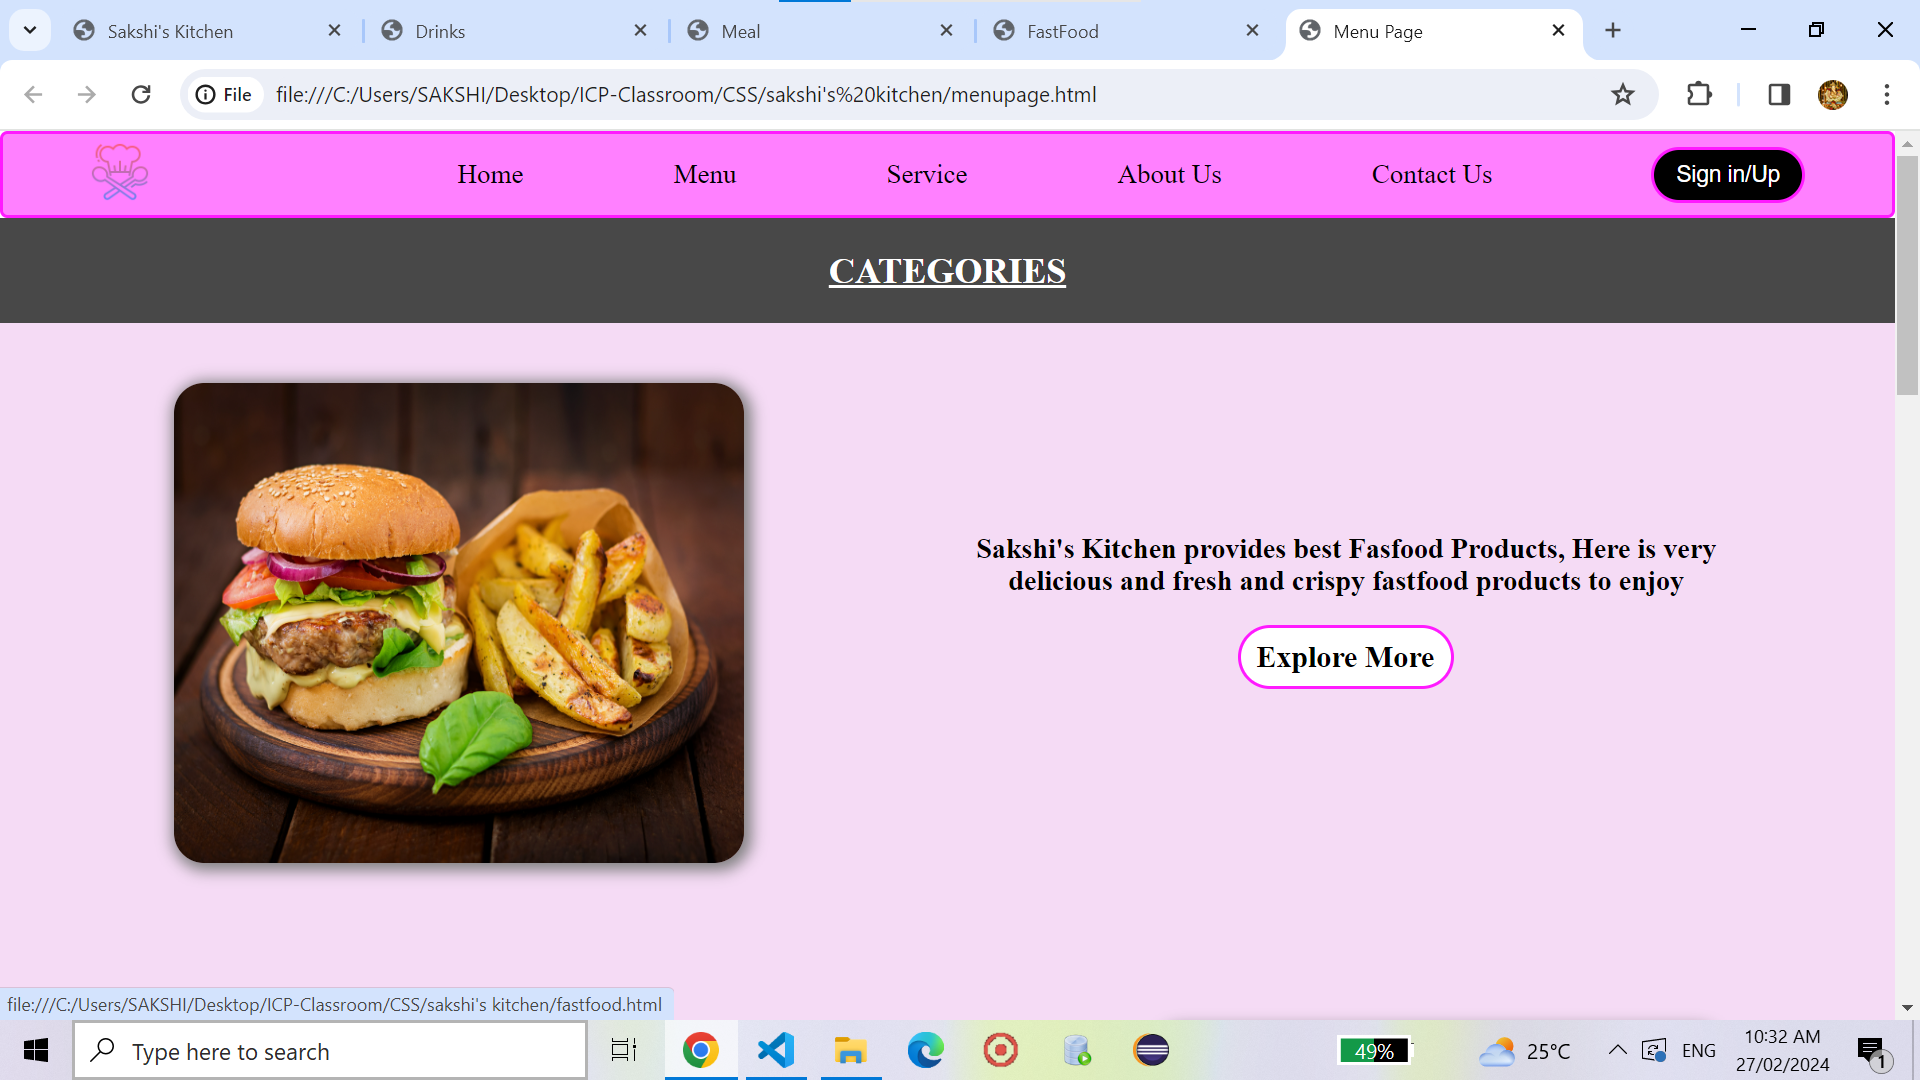 Sakshi's Kitchen
Drinks
Meal
FastFood
Menu Page
File file:///C:/Users/SAKSHI/Desktop/ICP-Classroom/CSS/sakshi's%20kitchen/menupage.html
Home Menu Service About Us Contact Us Sign in/Up
CATEGORIES
Sakshi's Kitchen provides best Fasfood Products, Here is very
delicious and fresh and crispy fastfood products to enjoy
Explore More
file:///C:/Users/SAKSHI/Desktop/ICP-Classroom/CSS/sakshi's kitchen/fastfood.html
Type here to search
49%
25°C
ENG
10:32 AM
27/02/2024
1